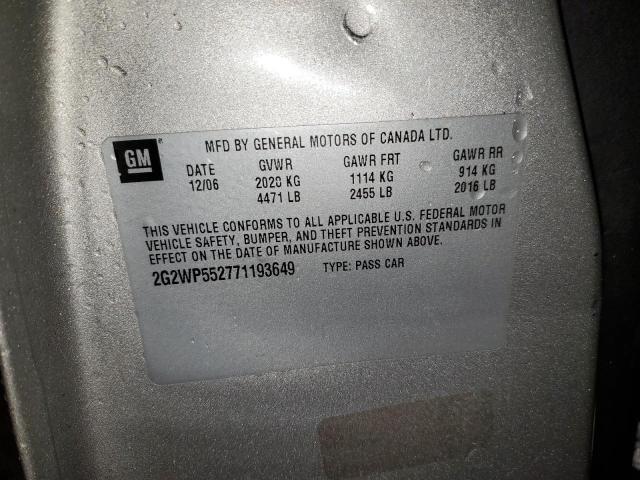 GM
MFD BY GENERAL MOTORS OF CANADA LTD.
DATE GVWR GAWR FRT GAWR RR
12/06 2020 KG 1114 KG 914 KG
4471 LB 2455 LB 2016 LB
THIS VEHICLE CONFORMS TO ALL APPLICABLE U.S. FEDERAL MOTOR
VEHICLE SAFETY, BUMPER, AND THEFT PREVENTION STANDARDS IN
EFFECT ON THE DATE OF MANUFACTURE SHOWN ABOVE.
2G2WP552771193649 TYPE: PASS CAR